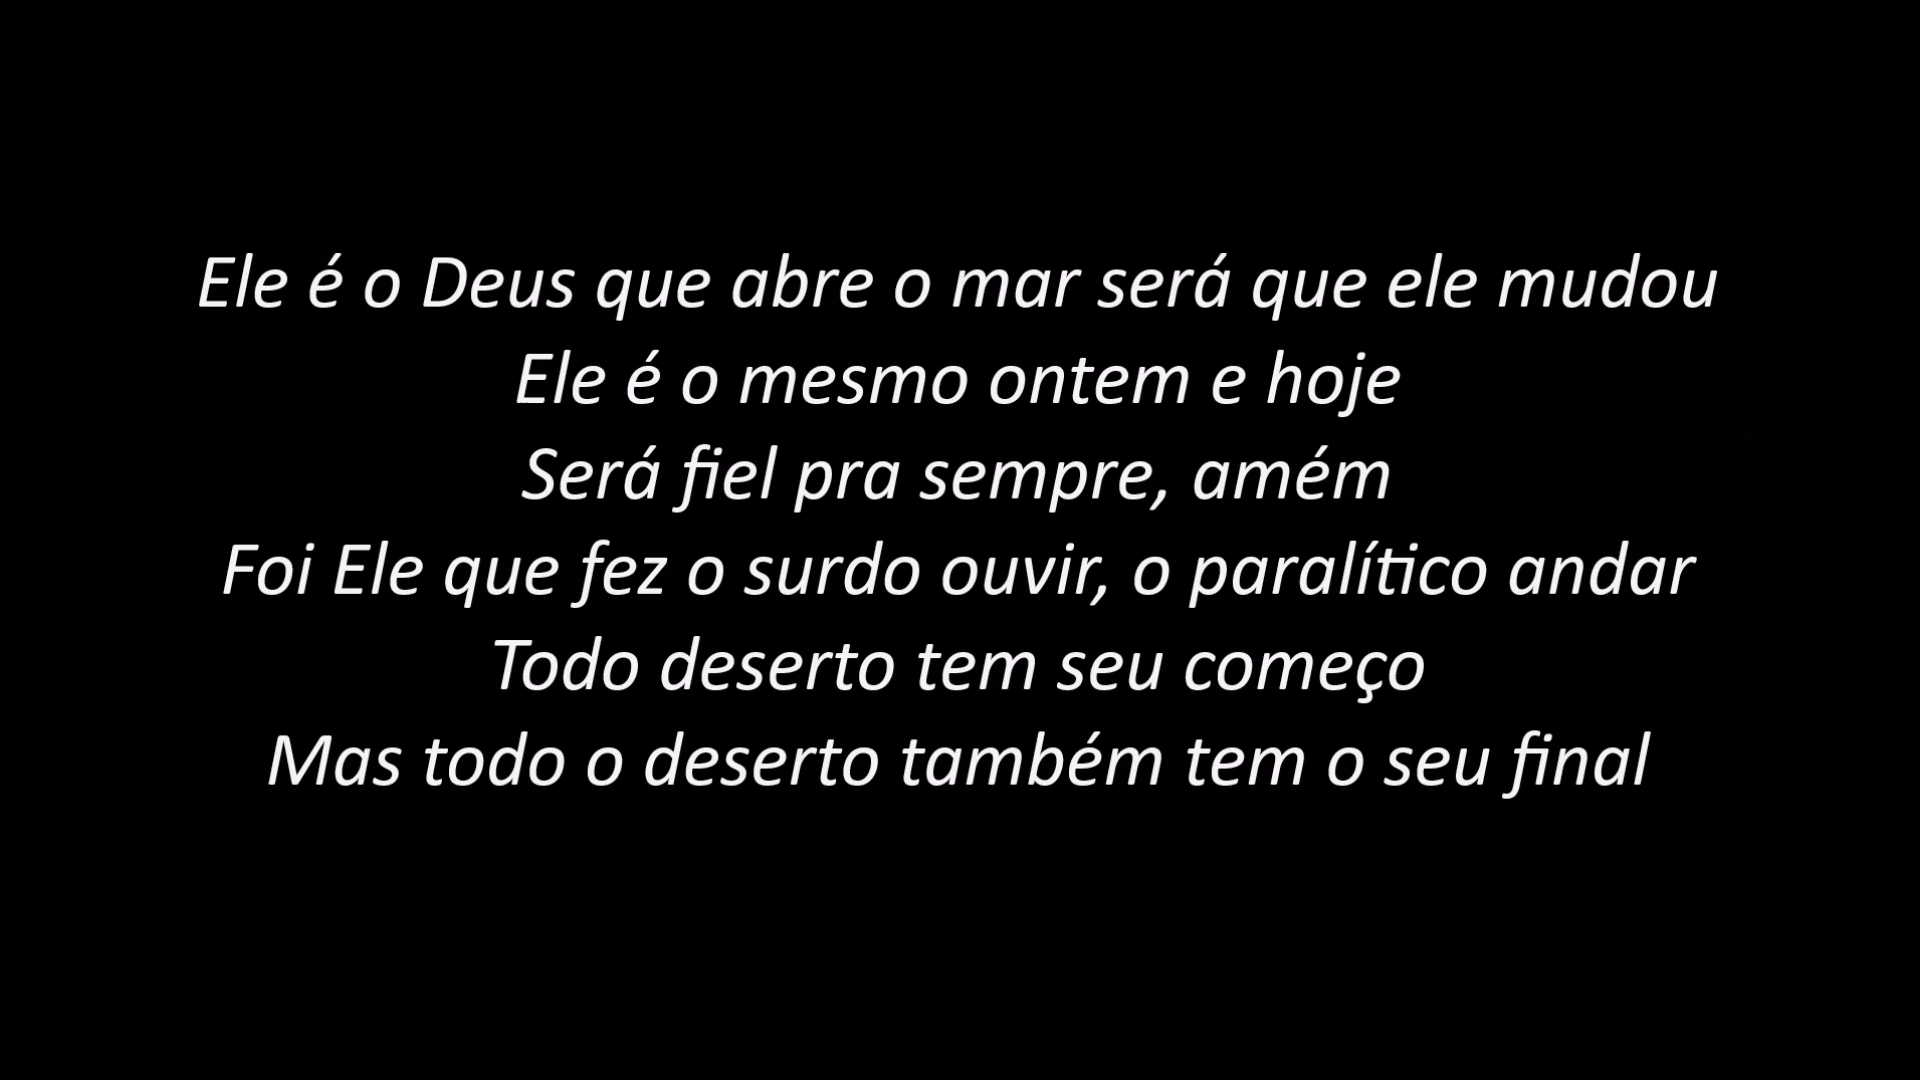 Ele é o Deus que abre o mar será que ele mudou
Ele é o mesmo ontem e hoje
Será fiel pra sempre, amém
Foi Ele que fez o surdo ouvir, o paralítico andar
Todo deserto tem seu começo
Mas todo o deserto também tem o seu final